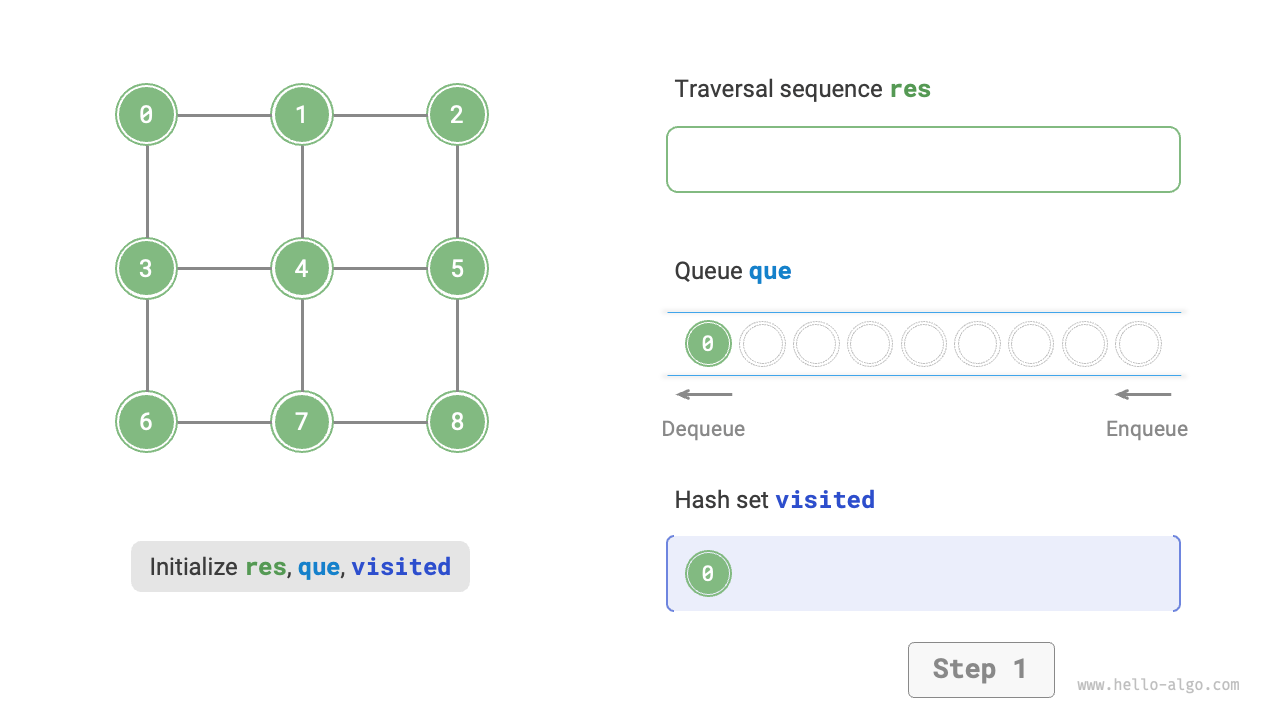 0 1 2
3 4 5
6 7 8
Initialize res, que, visited
Traversal sequence res
Queue que
0
Dequeue Enqueue
Hash set visited
0
Step 1
www.hello-algo.com